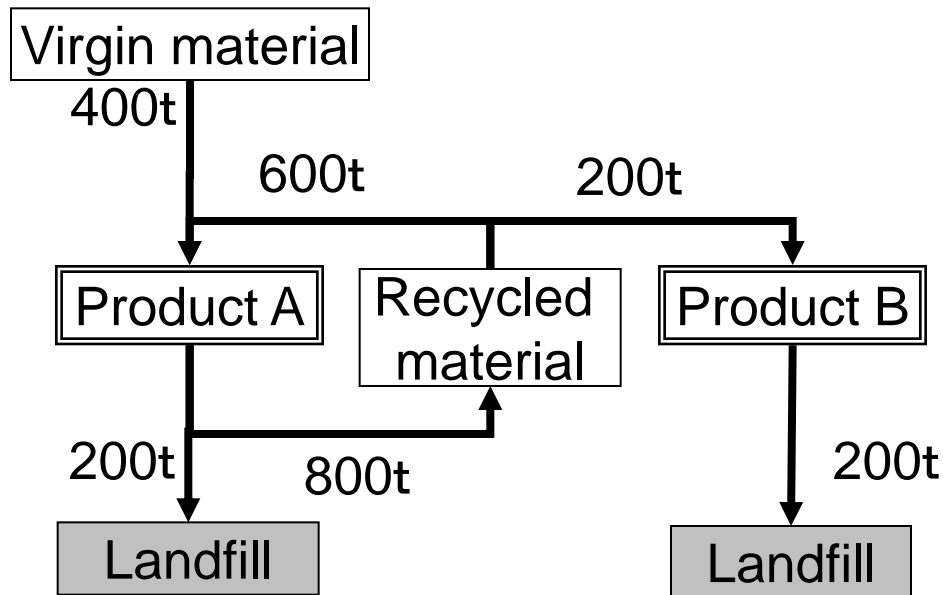 Virgin material
400t
600t
200t
Product A
Recycled
material
Product B
200t
800t
200t
Landfill
Landfill